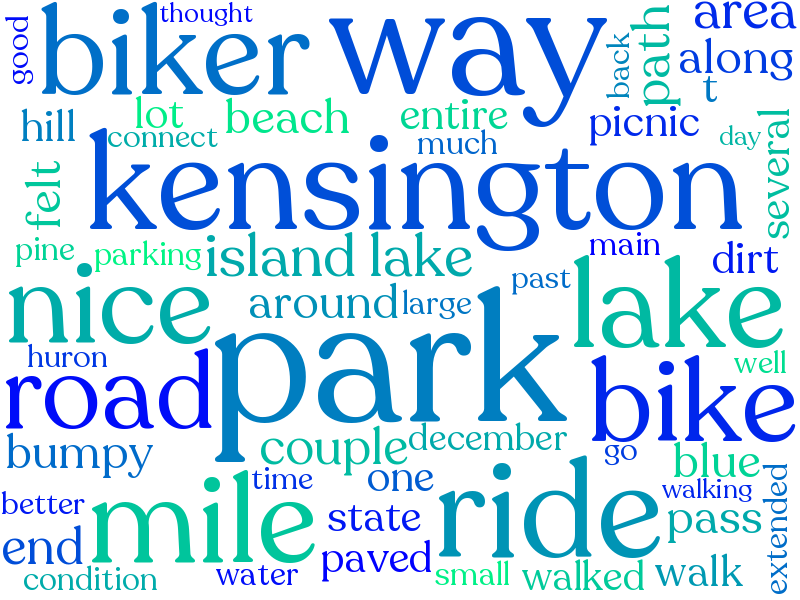 good biker thought way back path area
along
t
hill lot connect beach entire much picnic day several
felt kensington
pine parking island lake main dirt
nice around large past lake
huron well
road park bike
bumpy couple december go blue
better mile time one ride walking extended
end state pass
condition water paved small walked walk